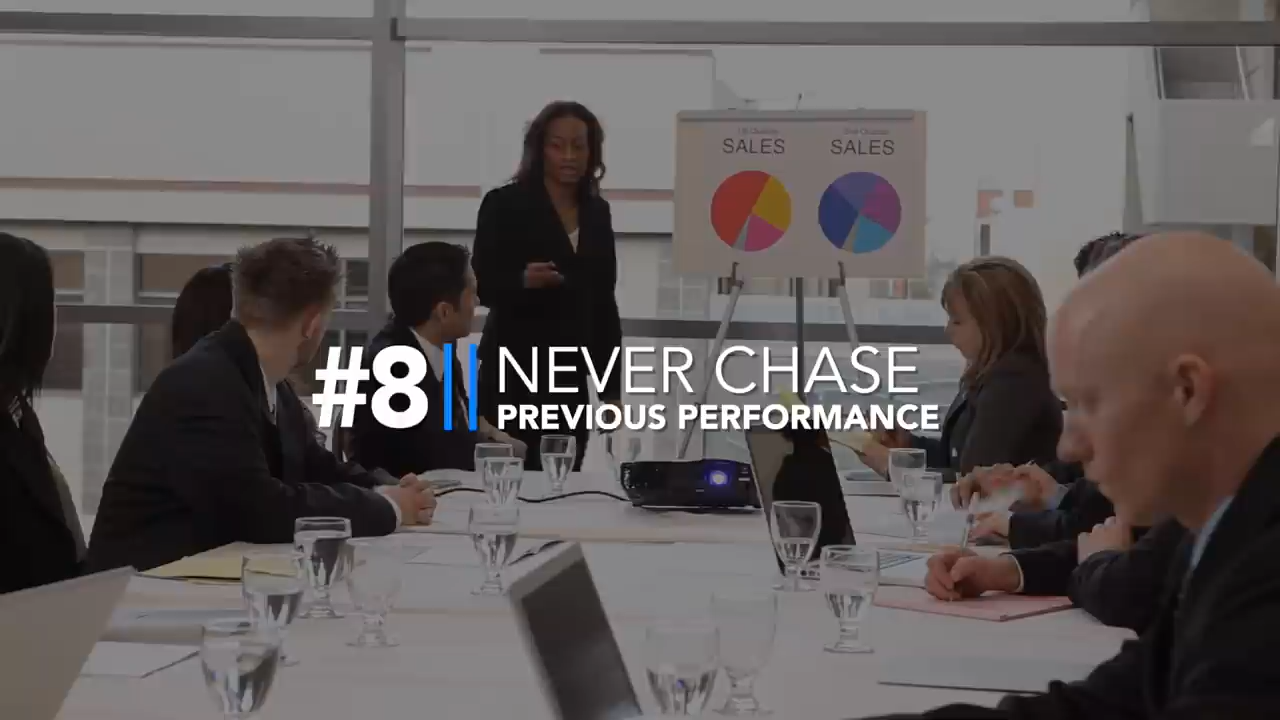 SALES
SALES
#8
NEVER CHASE
PREVIOUS PERFORMANCE